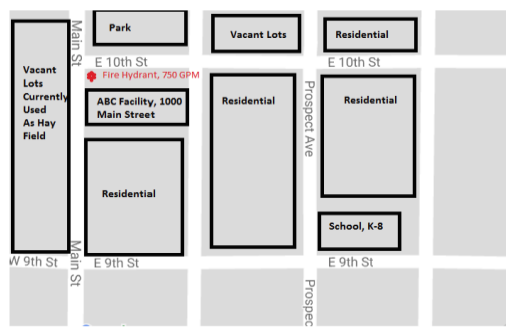 Main St
Park
Vacant Lots
Residential
E 10th St
E 10th St
Vacant
Lots
Currently
Used
As Hay
Field
Fire Hydrant, 750 GPM
ABC Facility, 1000
Main Street
Residential
Prospect Ave
Residential
Residential
School, K-8
W 9th St
Main St
E 9th St
E 9th St
Prospec